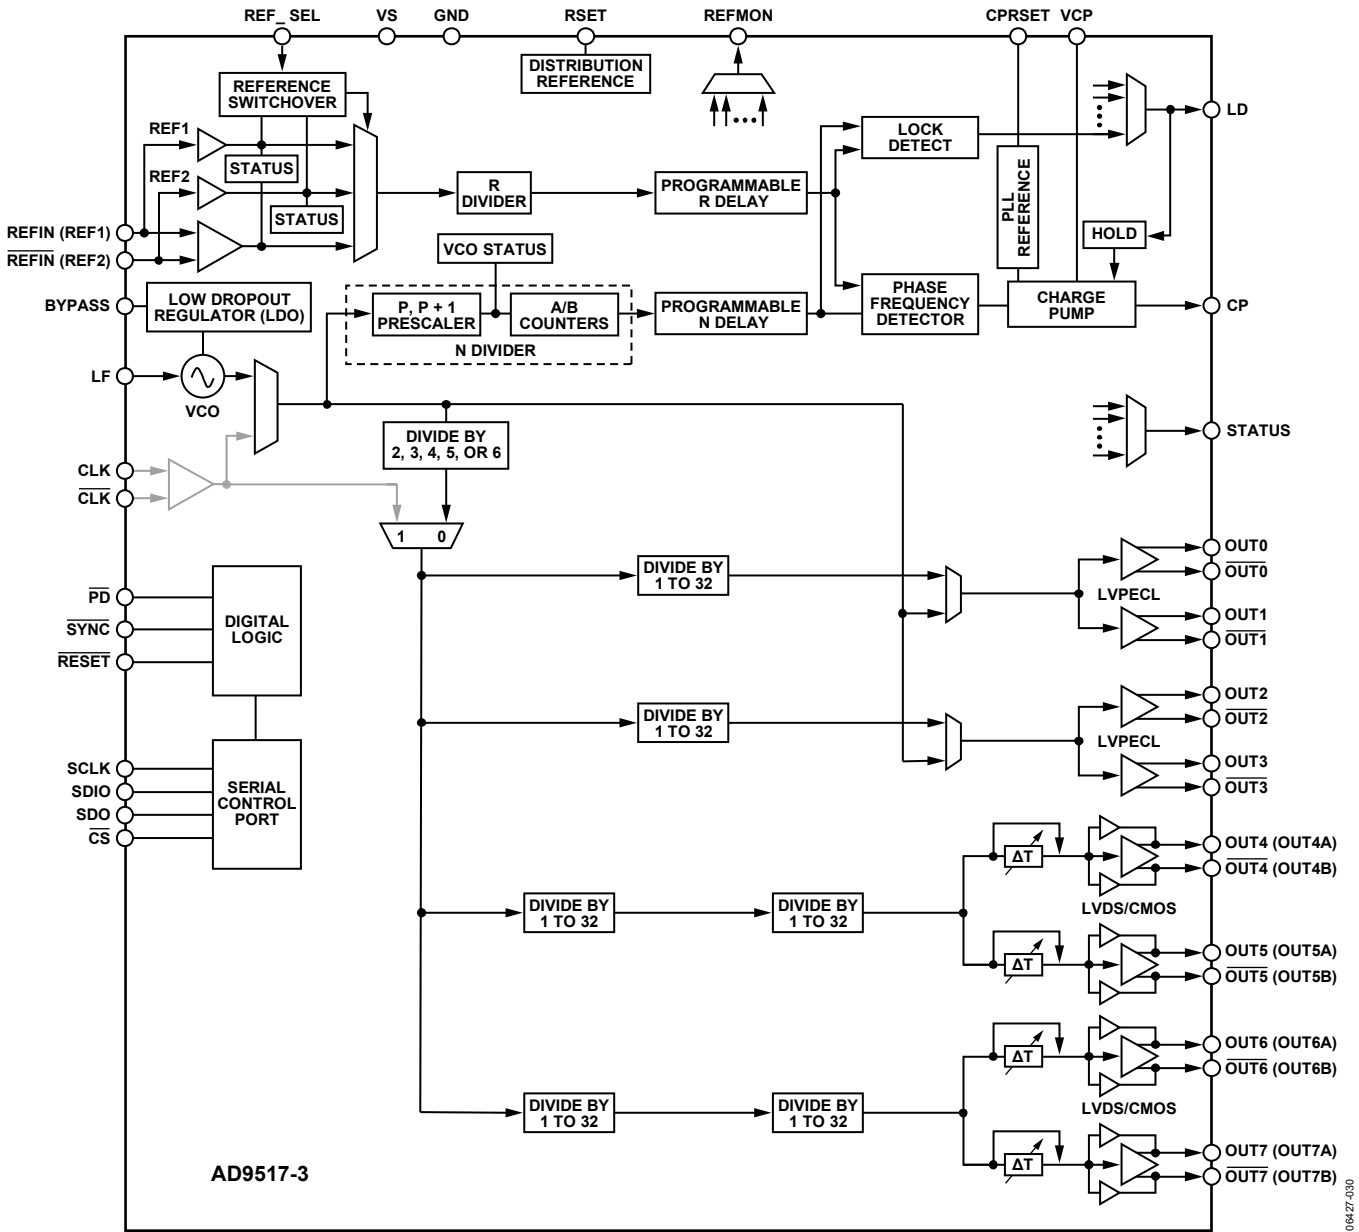 REF_ SEL
VS
GND
RSET
REFMON
CPRSET
VCP
DISTRIBUTION
REFERENCE
REFERENCE
SWITCHOVER
LD
REF1
STATUS
REF2
STATUS
LOCK
DETECT
R
DIVIDER
PROGRAMMABLE
R DELAY
PLL
REFERENCE
HOLD
REFIN (REF1)
REFIN (REF2)
VCO STATUS
BYPASS
LOW DROPOUT
REGULATOR (LDO)
P, P + 1
PRESCALER
A/B
COUNTERS
N DIVIDER
PROGRAMMABLE
N DELAY
PHASE
FREQUENCY
DETECTOR
CHARGE
PUMP
CP
LF
VCO
DIVIDE BY
2, 3, 4, 5, OR 6
STATUS
CLK
CLK
1
0
OUT0
OUT0
LVPECL
OUT1
OUT1
DIVIDE BY
1 TO 32
PD
SYNC
RESET
DIGITAL
LOGIC
OUT2
OUT2
LVPECL
OUT3
OUT3
DIVIDE BY
1 TO 32
SCLK
SDIO
SDO
CS
SERIAL
CONTROL
PORT
ΔT
OUT4 (OUT4A)
OUT4 (OUT4B)
LVDS/CMOS
DIVIDE BY
1 TO 32
DIVIDE BY
1 TO 32
ΔT
OUT5 (OUT5A)
OUT5 (OUT5B)
ΔT
OUT6 (OUT6A)
OUT6 (OUT6B)
LVDS/CMOS
DIVIDE BY
1 TO 32
DIVIDE BY
1 TO 32
ΔT
OUT7 (OUT7A)
OUT7 (OUT7B)
AD9517-3
06427-030